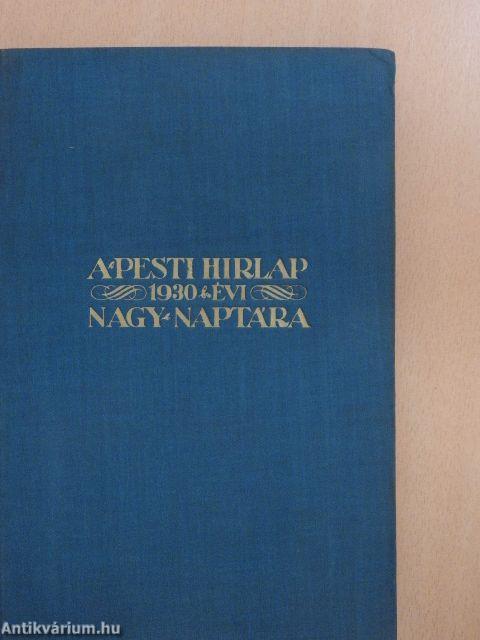 A PESTI HIRLAP
1930 ÉVI
NAGY NAPTÁRA
Antikvárium.hu